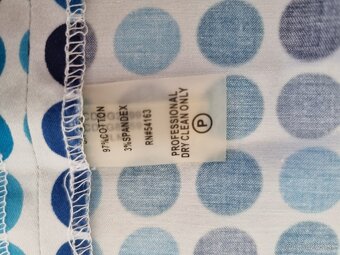 97%COTTON
3%SPANDEX
RN#54163
PROFESSIONAL
DRY CLEAN ONLY
P